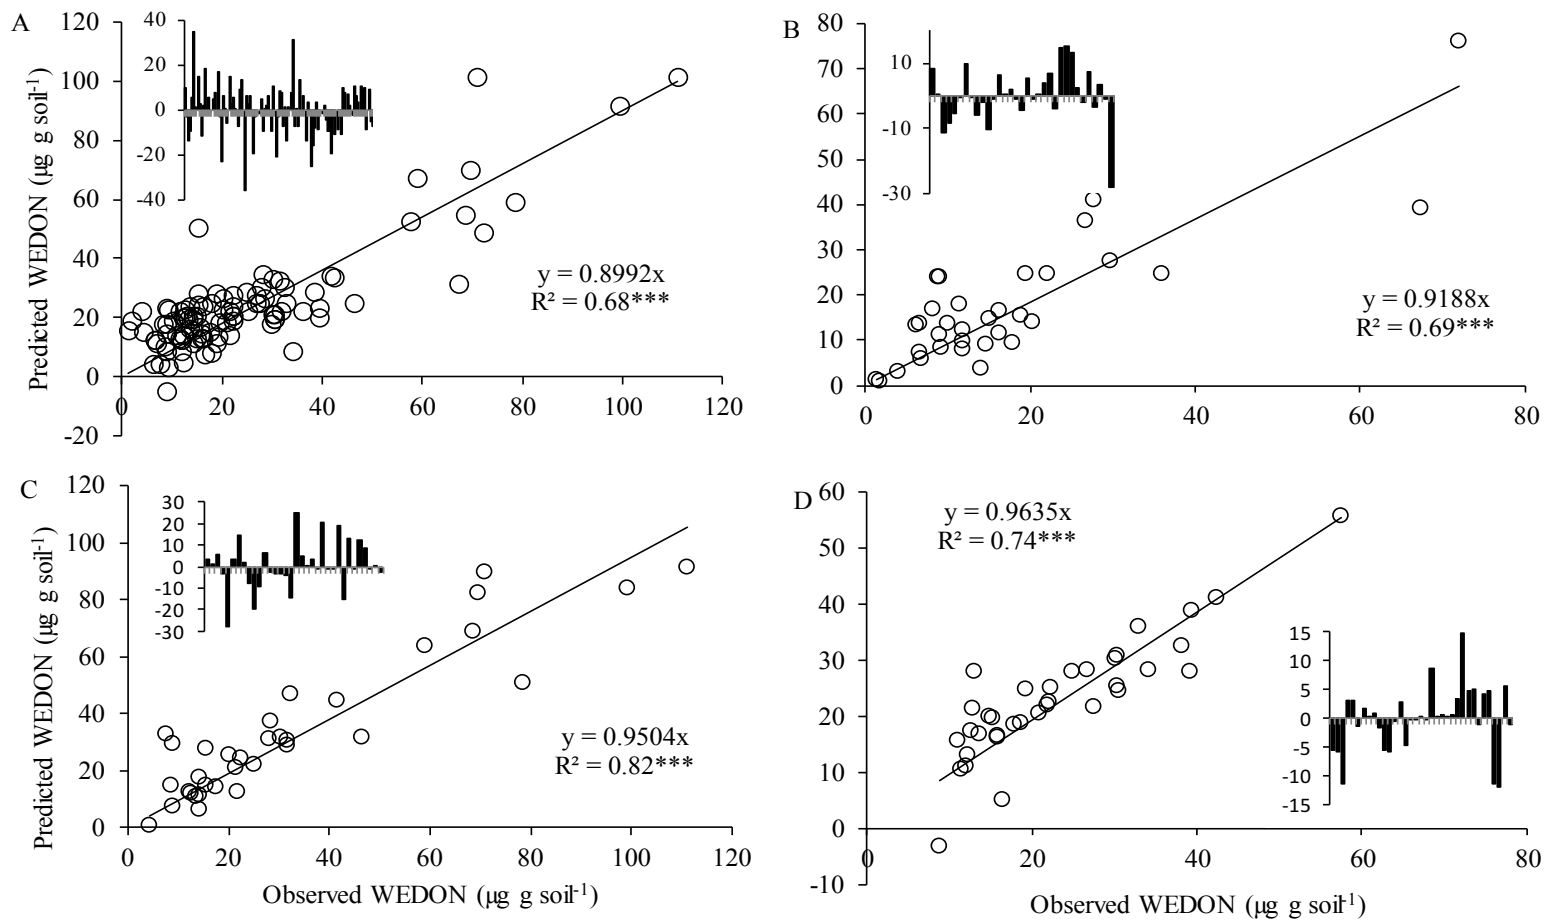 A
120
100
80
60
40
20
0
-20
0 20 40 60 80 100 120
Predicted WEDON (µg g soil-1)
40
20
0
-20
-40
y = 0.8992x
R² = 0.68***
B
80
70
60
50
40
30
20
10
0
0 20 40 60 80
10
-10
-30
y = 0.9188x
R² = 0.69***
C
120
100
80
60
40
20
0
0 20 40 60 80 100 120
Predicted WEDON (µg g soil-1)
Observed WEDON (µg g soil-1)
30
20
10
0
-10
-20
-30
y = 0.9504x
R² = 0.82***
D
60
50
40
30
20
10
0
-10
0 20 40 60 80
Observed WEDON (µg g soil-1)
y = 0.9635x
R² = 0.74***
15
10
5
0
-5
-10
-15